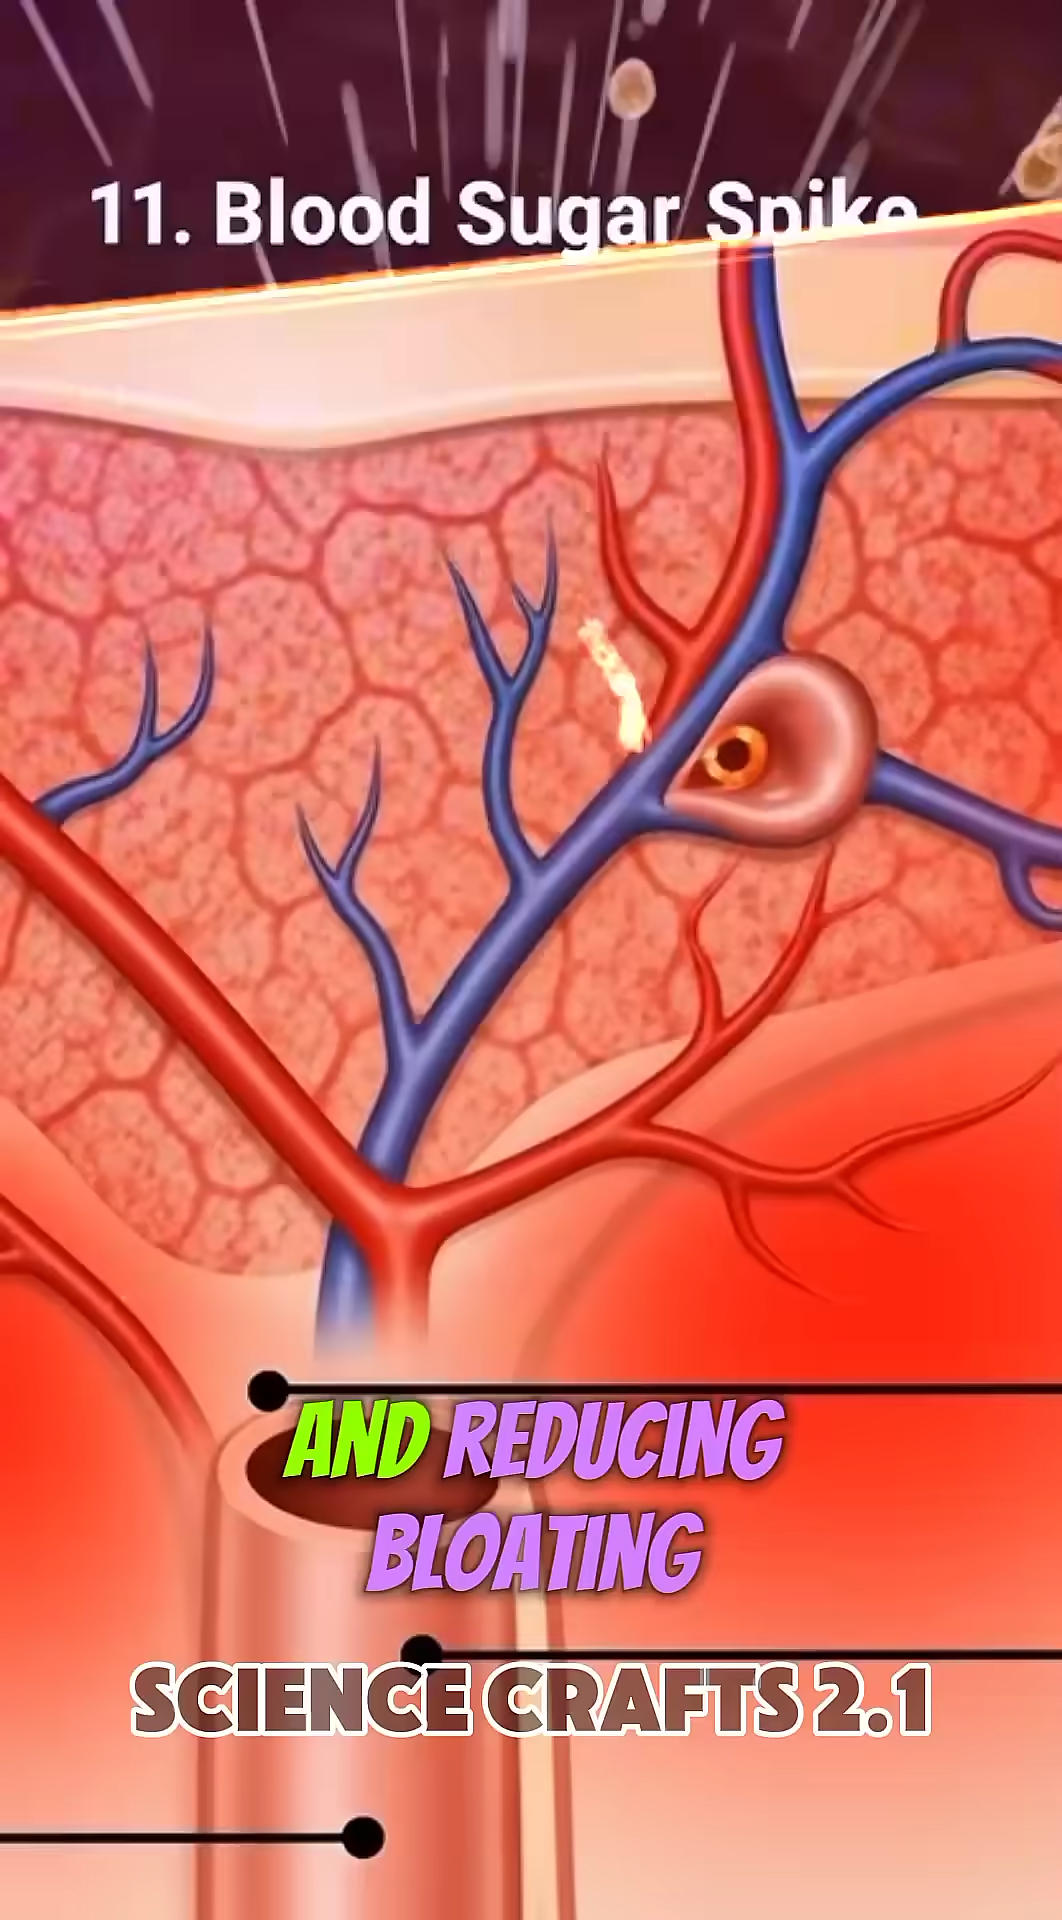 11. Blood Sugar Spike
AND REDUCING
BLOATING
SCIENCE CRAFTS 2.1